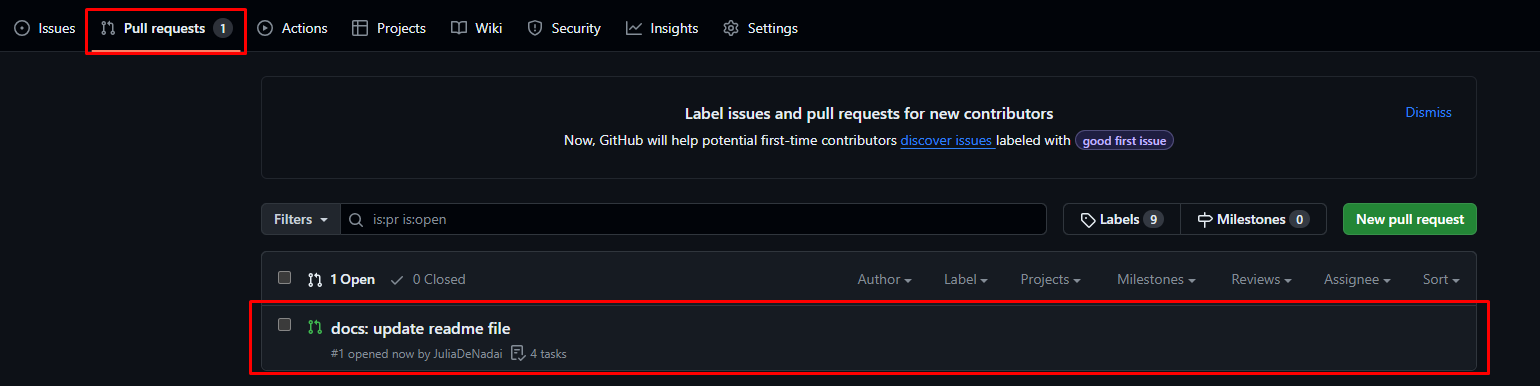 Issues Pull requests 1 Actions Projects Wiki Security Insights Settings
Label issues and pull requests for new contributors Dismiss
Now, GitHub will help potential first-time contributors discover issues labeled with good first issue
Filters is:pr is:open Labels 9 Milestones 0 New pull request
1 Open 0 Closed Author Label Projects Milestones Reviews Assignee Sort
docs: update readme file
#1 opened now by JuliaDeNadai 4 tasks